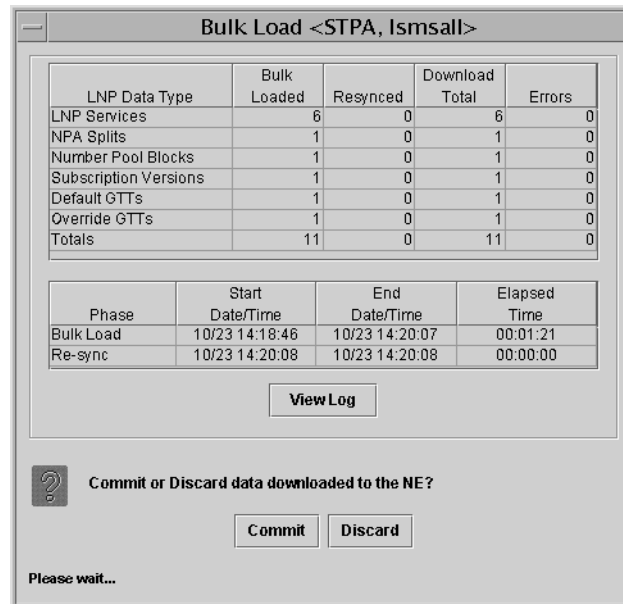 Bulk Load <STPA, lsmsall>
LNP Data Type Bulk Loaded Resynced Download Total Errors
LNP Services 6 0 6 0
NPA Splits 1 0 1 0
Number Pool Blocks 1 0 1 0
Subscription Versions 1 0 1 0
Default GTTs 1 0 1 0
Override GTTs 1 0 1 0
Totals 11 0 11 0
Phase Start Date/Time End Date/Time Elapsed Time
Bulk Load 10/23 14:18:46 10/23 14:20:07 00:01:21
Re-sync 10/23 14:20:08 10/23 14:20:08 00:00:00
View Log
Commit or Discard data downloaded to the NE?
Commit Discard
Please wait...